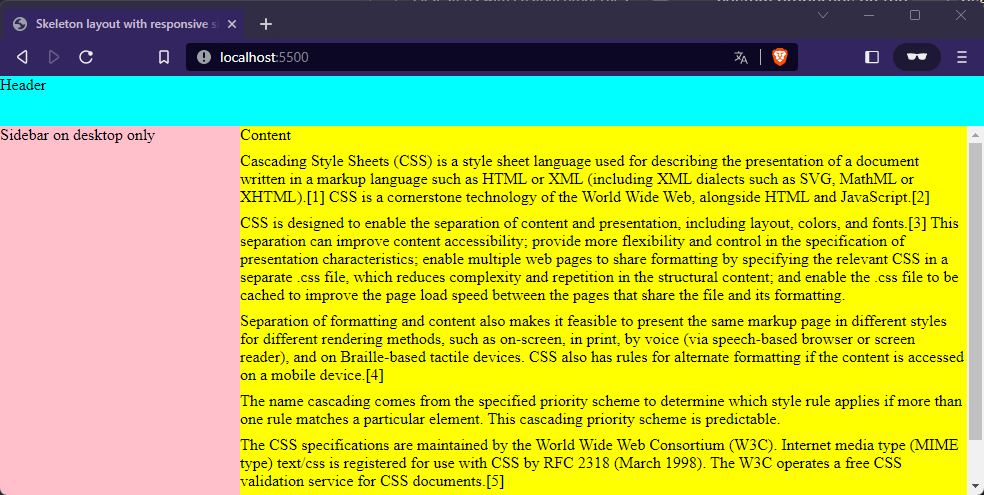 Skeleton layout with responsive s
localhost:5500
Header
Sidebar on desktop only
Content
Cascading Style Sheets (CSS) is a style sheet language used for describing the presentation of a document
written in a markup language such as HTML or XML (including XML dialects such as SVG, MathML or
XHTML).[1] CSS is a cornerstone technology of the World Wide Web, alongside HTML and JavaScript.[2]
CSS is designed to enable the separation of content and presentation, including layout, colors, and fonts.[3] This
separation can improve content accessibility; provide more flexibility and control in the specification of
presentation characteristics; enable multiple web pages to share formatting by specifying the relevant CSS in a
separate .css file, which reduces complexity and repetition in the structural content; and enable the .css file to be
cached to improve the page load speed between the pages that share the file and its formatting.
Separation of formatting and content also makes it feasible to present the same markup page in different styles
for different rendering methods, such as on-screen, in print, by voice (via speech-based browser or screen
reader), and on Braille-based tactile devices. CSS also has rules for alternate formatting if the content is accessed
on a mobile device.[4]
The name cascading comes from the specified priority scheme to determine which style rule applies if more than
one rule matches a particular element. This cascading priority scheme is predictable.
The CSS specifications are maintained by the World Wide Web Consortium (W3C). Internet media type (MIME
type) text/css is registered for use with CSS by RFC 2318 (March 1998). The W3C operates a free CSS
validation service for CSS documents.[5]